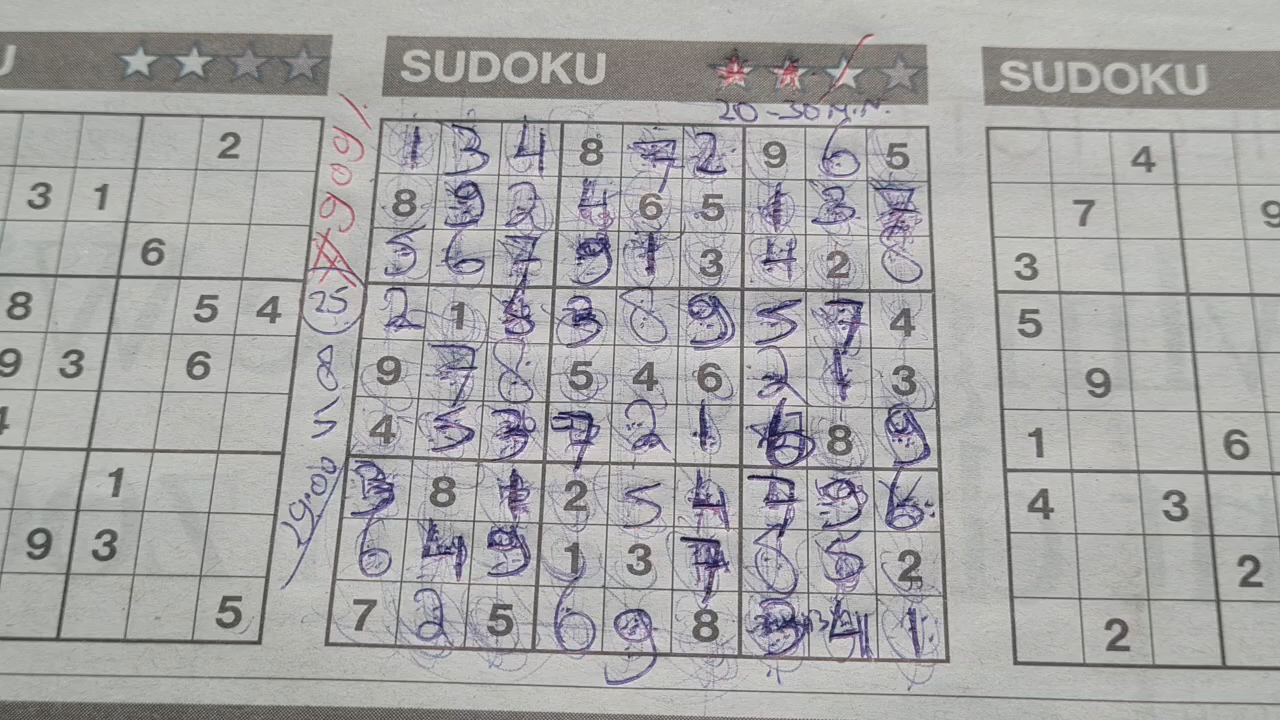 U
SUDOKU
SUDOKU
20-30 MIN.
2
3 1
6
8 5 4
9 3 6
4
1
9 3
5
1 3 4 8 7 2 9 6 5
8 9 2 4 6 5 1 3 7
5 6 7 9 1 3 4 2 8
2 1 8 3 8 9 5 7 4
9 7 8 5 4 6 2 1 3
4 5 3 7 2 1 6 8 9
3 8 1 2 5 4 7 9 6
6 4 9 1 3 7 8 5 2
7 2 5 6 9 8 3 4 1
25
4
7 9
3
5
9
1 6
4 3
2
2